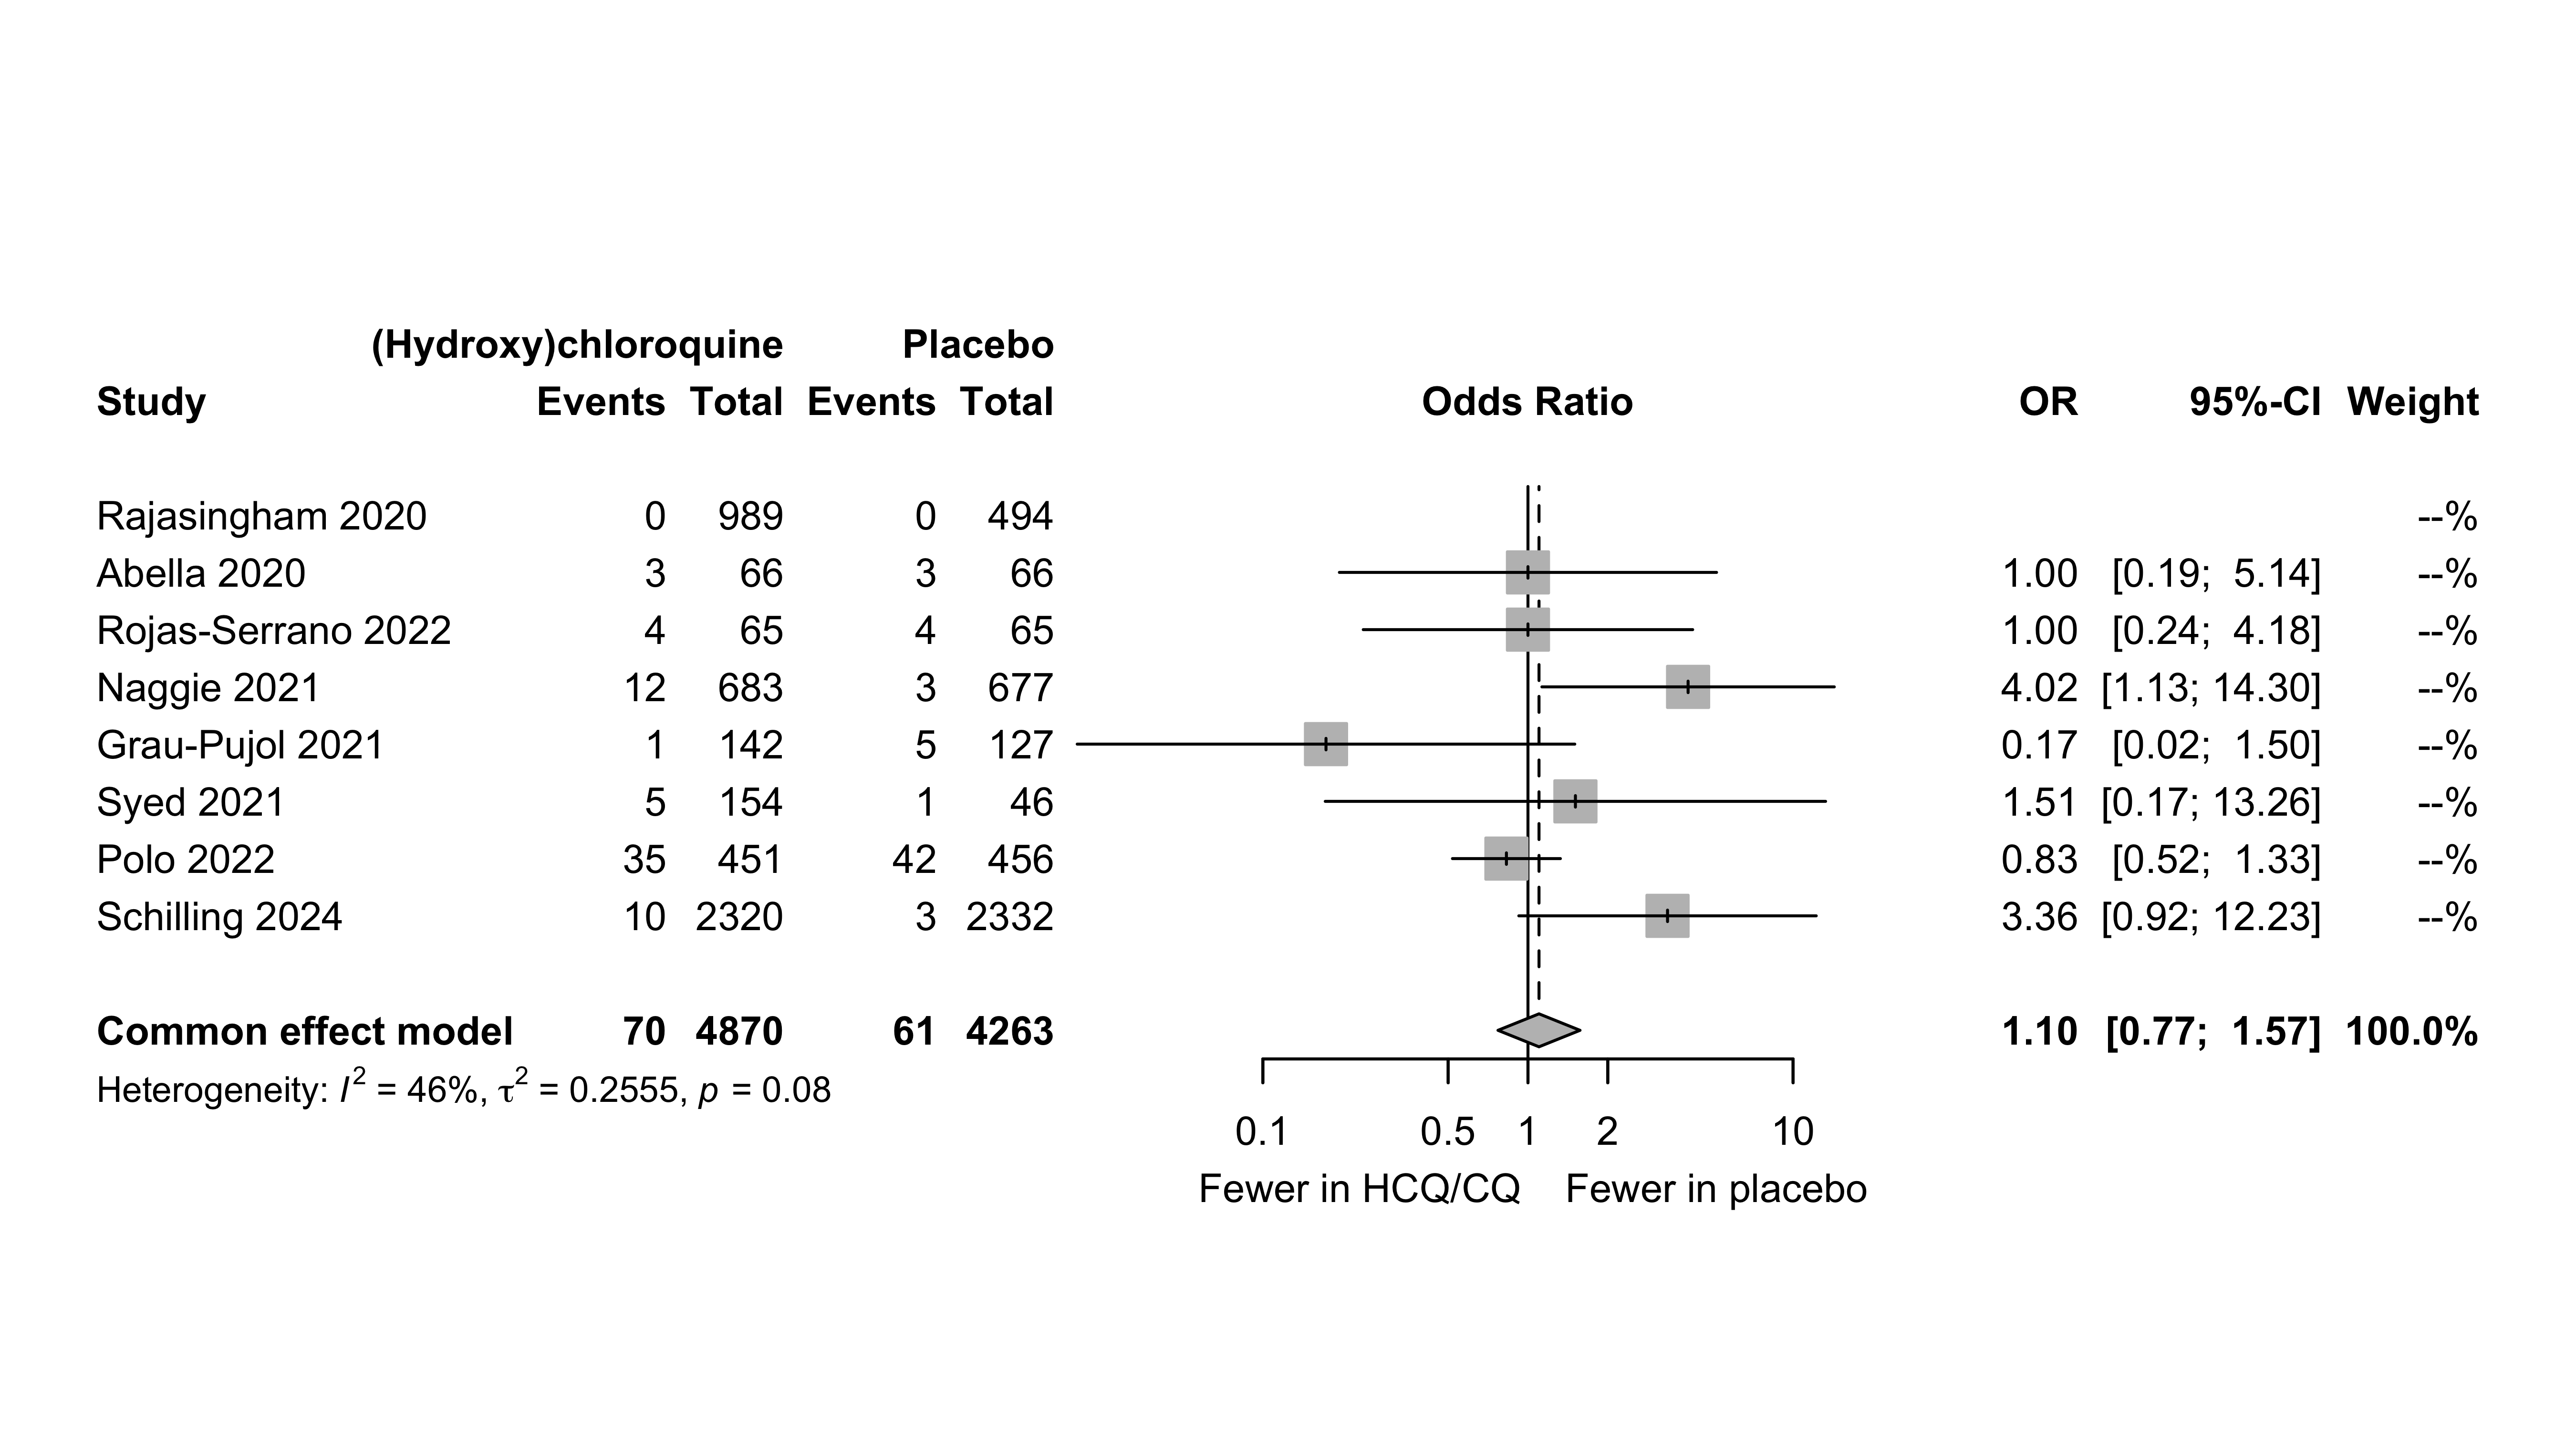 (Hydroxy)chloroquine Placebo
Study Events Total Events Total Odds Ratio OR 95%-CI Weight
Rajasingham 2020 0 989 0 494 --%
Abella 2020 3 66 3 66 1.00 [0.19; 5.14] --%
Rojas-Serrano 2022 4 65 4 65 1.00 [0.24; 4.18] --%
Naggie 2021 12 683 3 677 4.02 [1.13; 14.30] --%
Grau-Pujol 2021 1 142 5 127 0.17 [0.02; 1.50] --%
Syed 2021 5 154 1 46 1.51 [0.17; 13.26] --%
Polo 2022 35 451 42 456 0.83 [0.52; 1.33] --%
Schilling 2024 10 2320 3 2332 3.36 [0.92; 12.23] --%
Common effect model 70 4870 61 4263 1.10 [0.77; 1.57] 100.0%
Heterogeneity: I² = 46%, τ² = 0.2555, p = 0.08
0.1 0.5 1 2 10
Fewer in HCQ/CQ Fewer in placebo